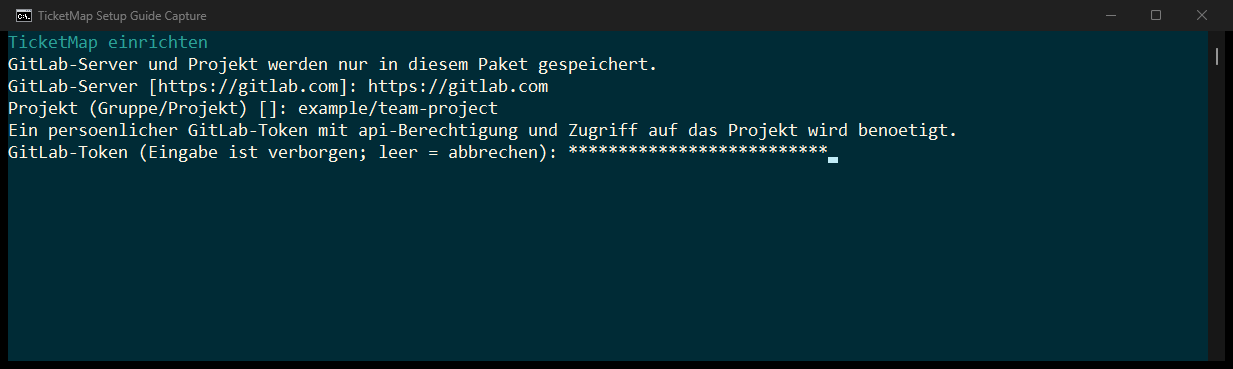 TicketMap Setup Guide Capture
TicketMap einrichten
GitLab-Server und Projekt werden nur in diesem Paket gespeichert.
GitLab-Server [https://gitlab.com]: https://gitlab.com
Projekt (Gruppe/Projekt) []: example/team-project
Ein persoenlicher GitLab-Token mit api-Berechtigung und Zugriff auf das Projekt wird benoetigt.
GitLab-Token (Eingabe ist verborgen; leer = abbrechen): **************************